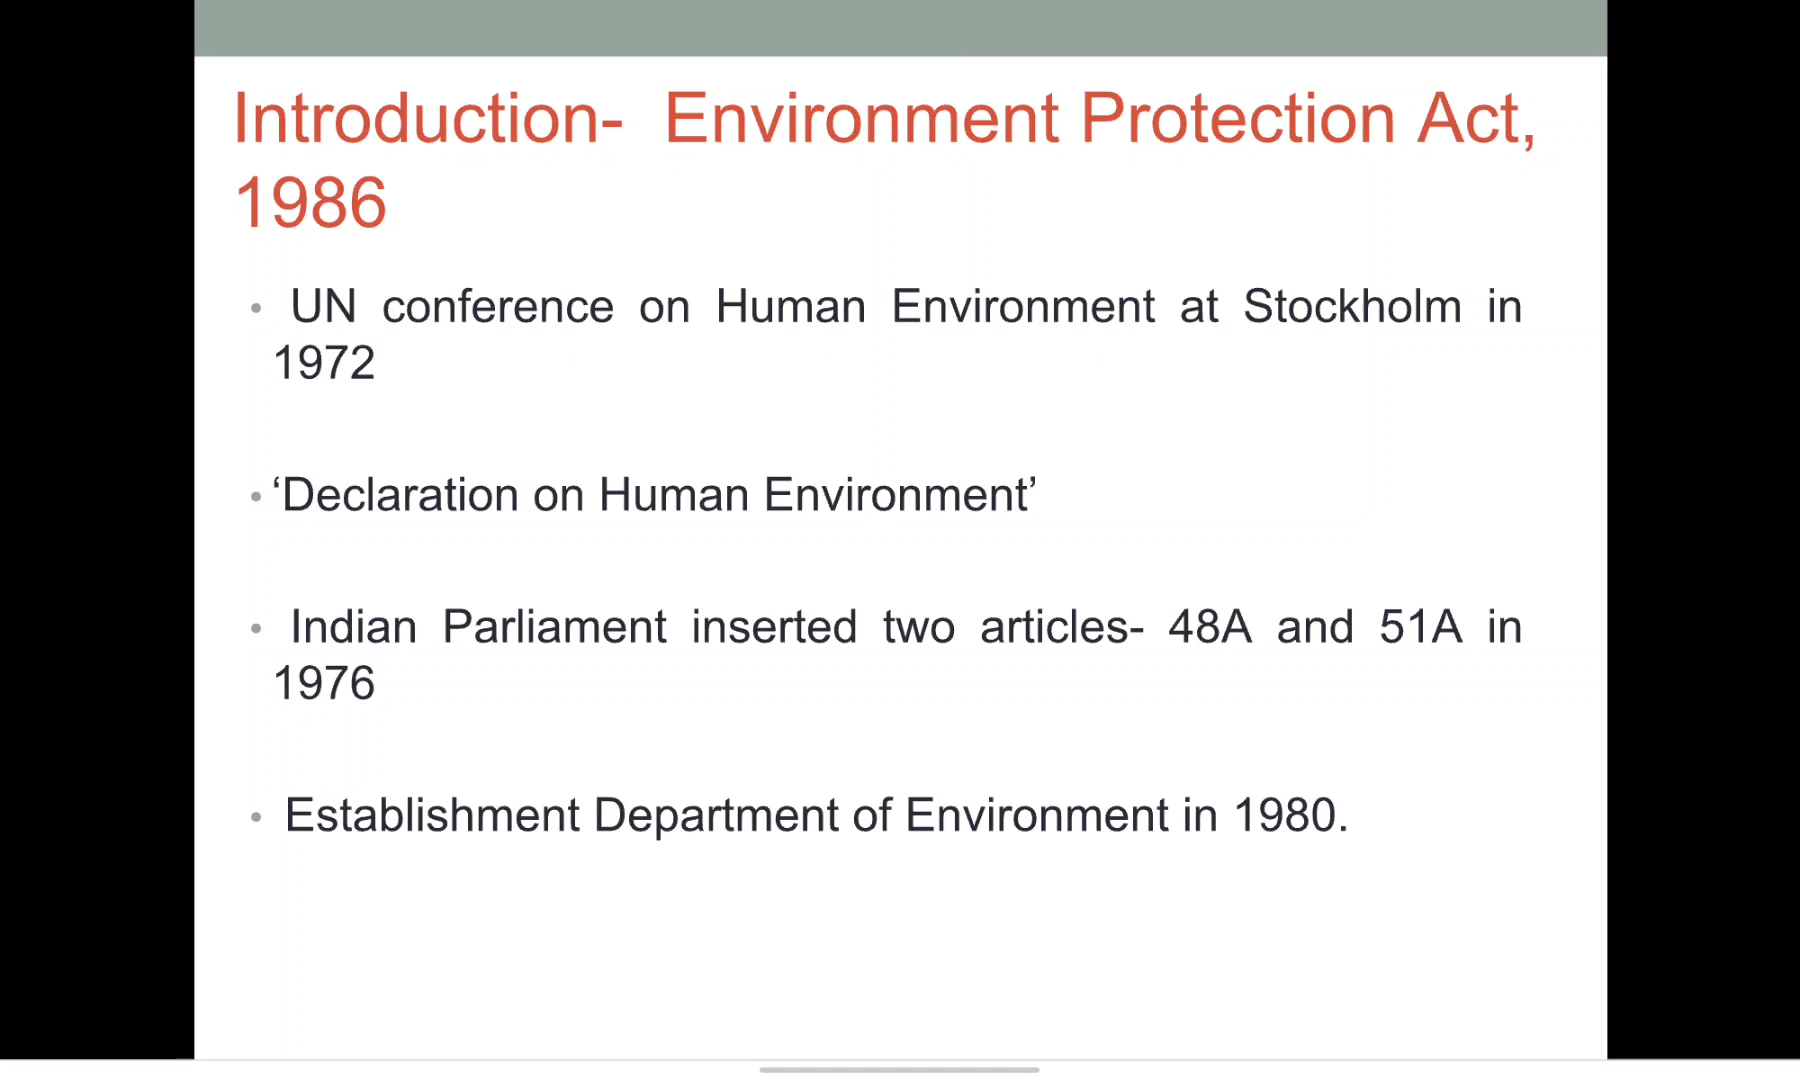 Introduction- Environment Protection Act,
1986
• UN conference on Human Environment at Stockholm in
1972
• ‘Declaration on Human Environment’
• Indian Parliament inserted two articles- 48A and 51A in
1976
• Establishment Department of Environment in 1980.